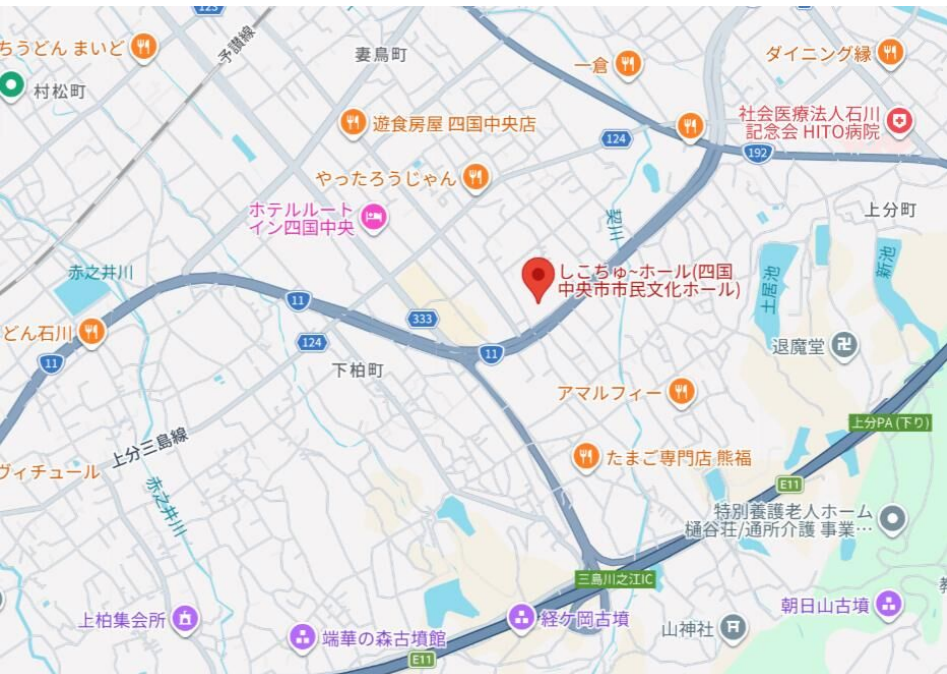 123
ちうどん まいど
予讃線
妻鳥町
一倉
ダイニング縁
村松町
遊食房屋 四国中央店
124
社会医療法人石川
記念会 HITO病院
192
やったろうじゃん
ホテルルート
イン四国中央
契川
上分町
赤之井川
しこちゅ~ホール(四国
中央市市民文化ホール)
土居池
新池
11
333
どん石川
124
11
11
退魔堂
下柏町
アマルフィー
上分PA (下り)
上分三島線
たまご専門店 熊福
ヴィチュール
E11
赤之井川
特別養護老人ホーム
樋谷荘/通所介護 事業…
三島川之江IC
上柏集会所
経ケ岡古墳
朝日山古墳
端華の森古墳館
山神社
E11